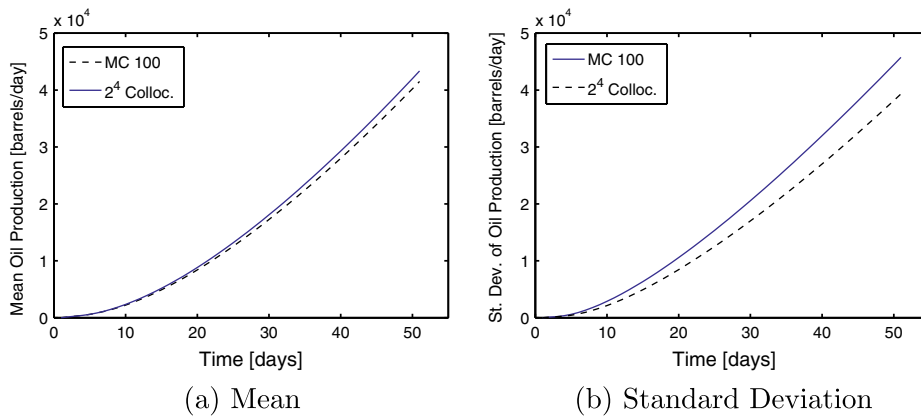 x 10^4
5
4
3
2
1
0
Mean Oil Production [barrels/day]
MC 100
2^4 Colloc.
0 10 20 30 40 50
Time [days]
(a) Mean
x 10^4
5
4
3
2
1
0
St. Dev. of Oil Production [barrels/day]
MC 100
2^4 Colloc.
0 10 20 30 40 50
Time [days]
(b) Standard Deviation